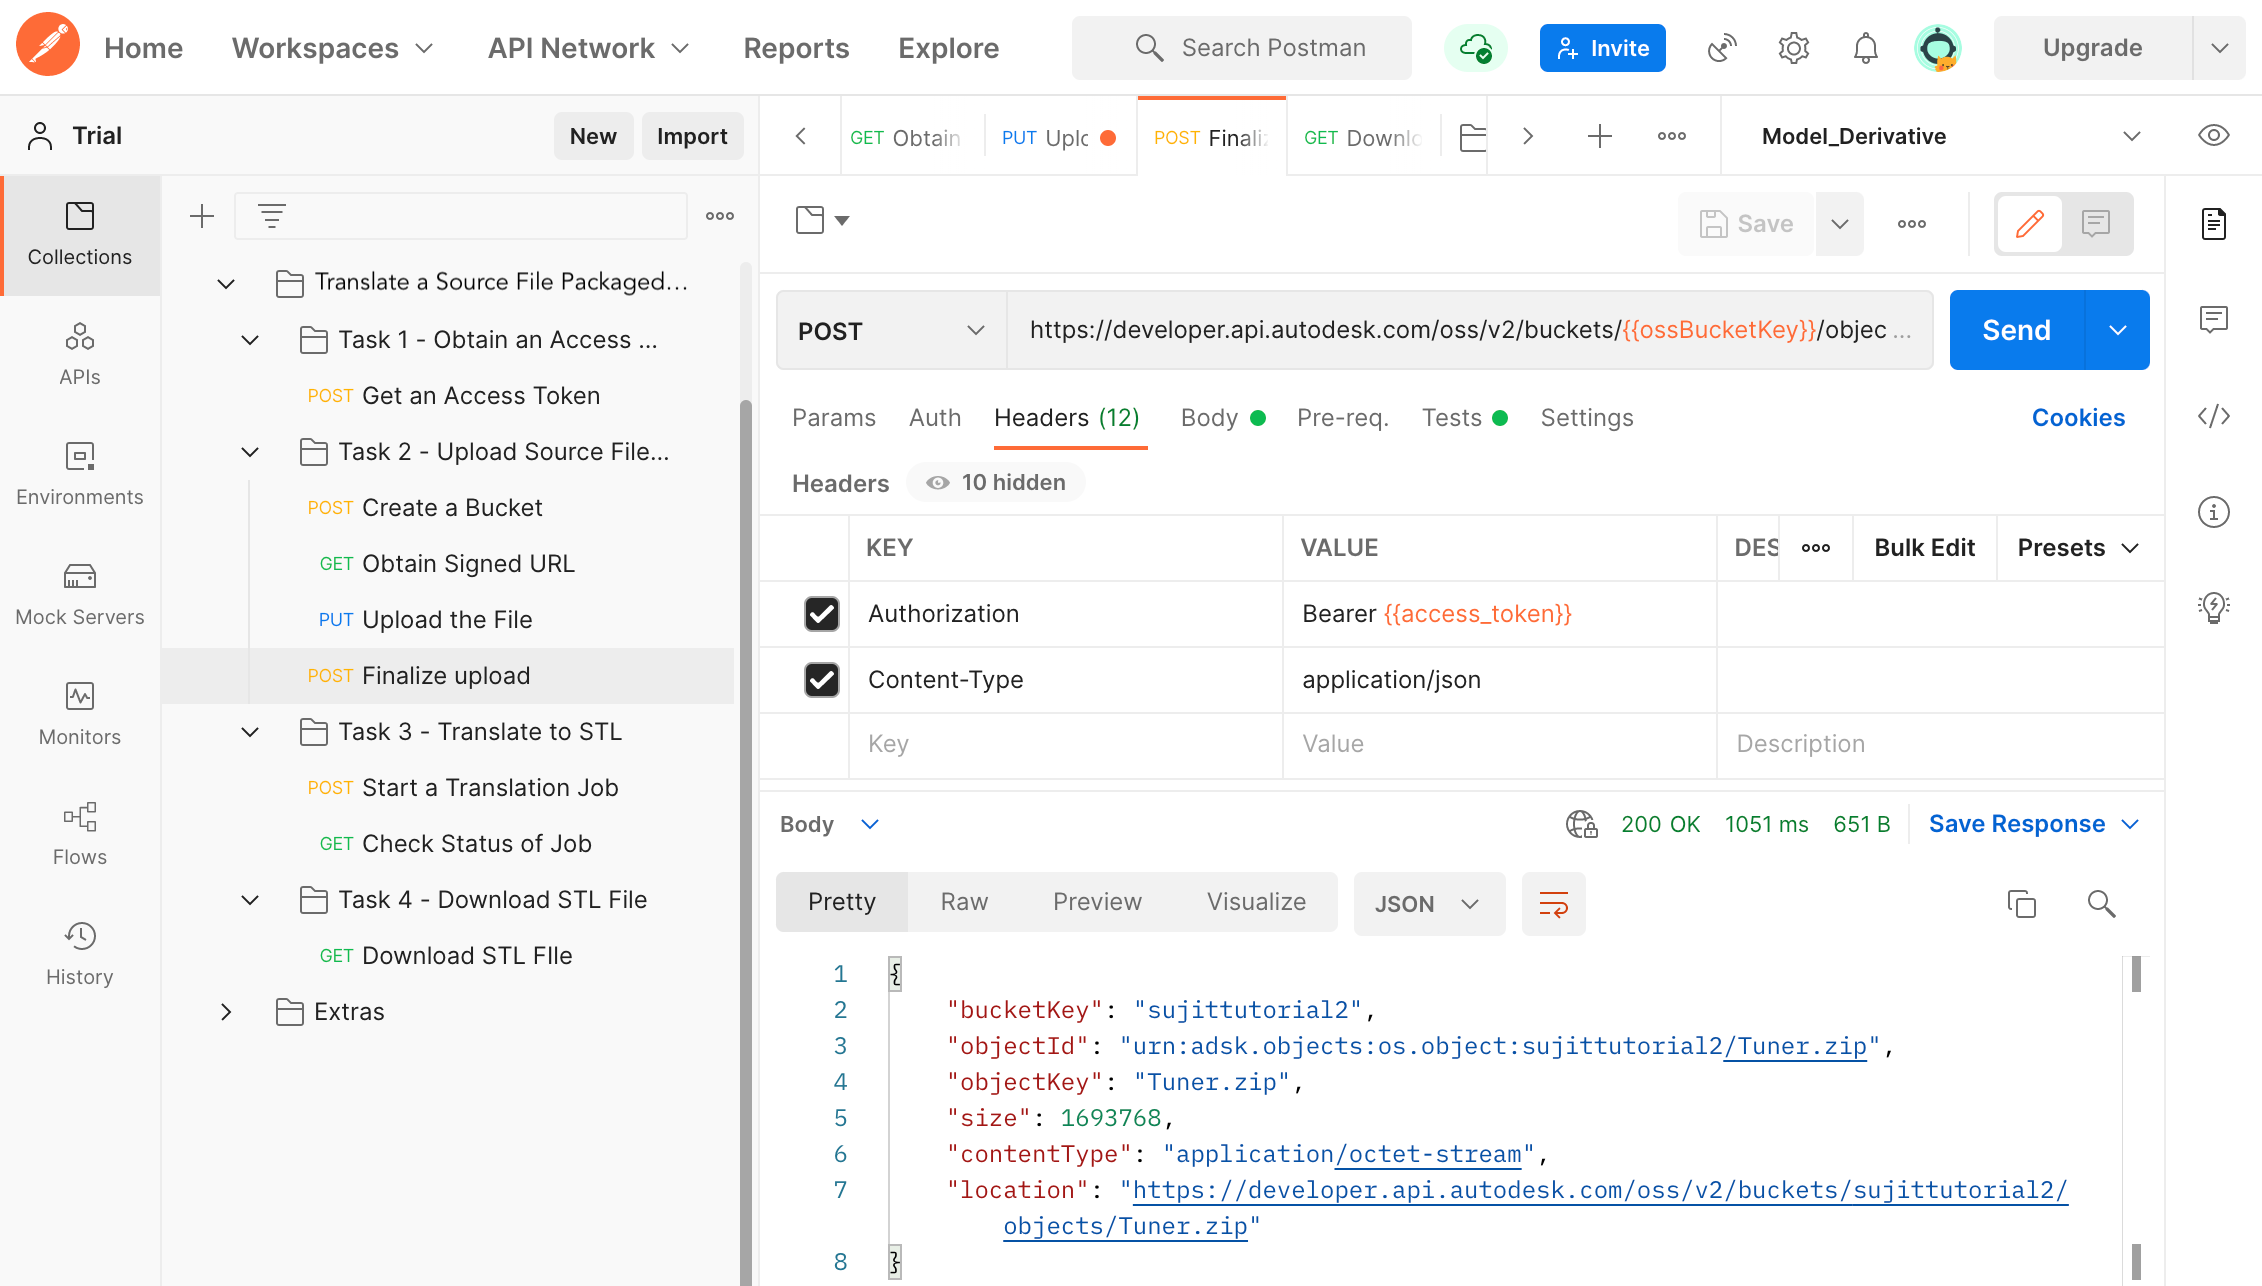 Home Workspaces API Network Reports Explore Search Postman Invite Upgrade
Trial New Import
GET Obtain PUT Uplc POST Finaliz GET Downlo Model_Derivative
Collections
APIs
Environments
Mock Servers
Monitors
Flows
History
Translate a Source File Packaged...
Task 1 - Obtain an Access ...
POST Get an Access Token
Task 2 - Upload Source File...
POST Create a Bucket
GET Obtain Signed URL
PUT Upload the File
POST Finalize upload
Task 3 - Translate to STL
POST Start a Translation Job
GET Check Status of Job
Task 4 - Download STL File
GET Download STL FIle
Extras
Save
POST https://developer.api.autodesk.com/oss/v2/buckets/{{ossBucketKey}}/objec ... Send
Params Auth Headers (12) Body Pre-req. Tests Settings Cookies
Headers 10 hidden
KEY VALUE DES Bulk Edit Presets
Authorization Bearer {{access_token}}
Content-Type application/json
Key Value Description
Body 200 OK 1051 ms 651 B Save Response
Pretty Raw Preview Visualize JSON
1 {
2 "bucketKey": "sujittutorial2",
3 "objectId": "urn:adsk.objects:os.object:sujittutorial2/Tuner.zip",
4 "objectKey": "Tuner.zip",
5 "size": 1693768,
6 "contentType": "application/octet-stream",
7 "location": "https://developer.api.autodesk.com/oss/v2/buckets/sujittutorial2/
objects/Tuner.zip"
8 }